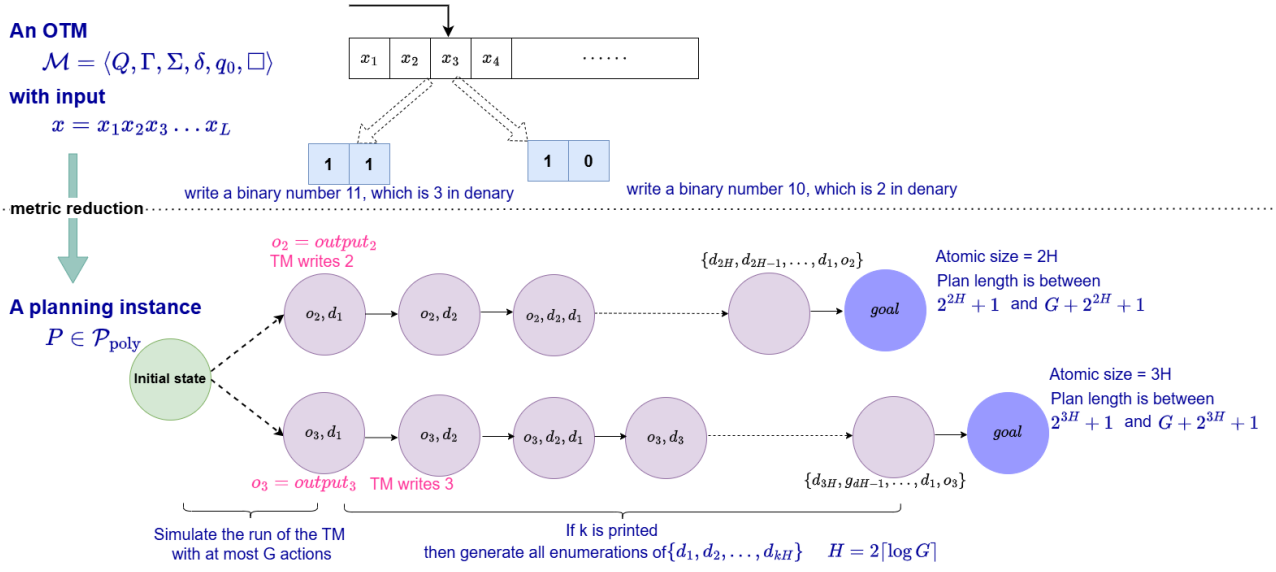 An OTM
ℳ = ⟨Q, Γ, Σ, δ, q₀, □⟩
with input
x = x₁x₂x₃ … x_L
x₁ x₂ x₃ x₄ ⋯⋯
1 1
1 0
write a binary number 11, which is 3 in denary
write a binary number 10, which is 2 in denary
metric reduction
A planning instance
P ∈ 𝒫_poly
Initial state
o₂ = output₂
TM writes 2
o₂, d₁
o₂, d₂
o₂, d₂, d₁
{d_{2H}, d_{2H−1}, …, d₁, o₂}
goal
Atomic size = 2H
Plan length is between
2^{2H} + 1 and G + 2^{2H} + 1
o₃, d₁
o₃, d₂
o₃, d₂, d₁
o₃, d₃
goal
{d_{3H}, g_{dH−1}, …, d₁, o₃}
Atomic size = 3H
Plan length is between
2^{3H} + 1 and G + 2^{3H} + 1
o₃ = output₃ TM writes 3
Simulate the run of the TM
with at most G actions
If k is printed
then generate all enumerations of {d₁, d₂, …, d_{kH}} H = 2⌈log G⌉